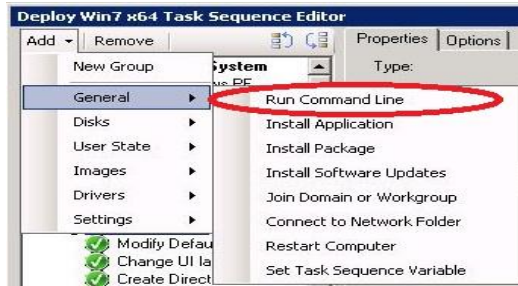 Deploy Win7 x64 Task Sequence Editor
Add Remove Properties Options
New Group
System
Type:
General
Disks
User State
Images
Drivers
Settings
Run Command Line
Install Application
Install Package
Install Software Updates
Join Domain or Workgroup
Connect to Network Folder
Restart Computer
Set Task Sequence Variable
Modify Defau
Change UI la
Create Direct